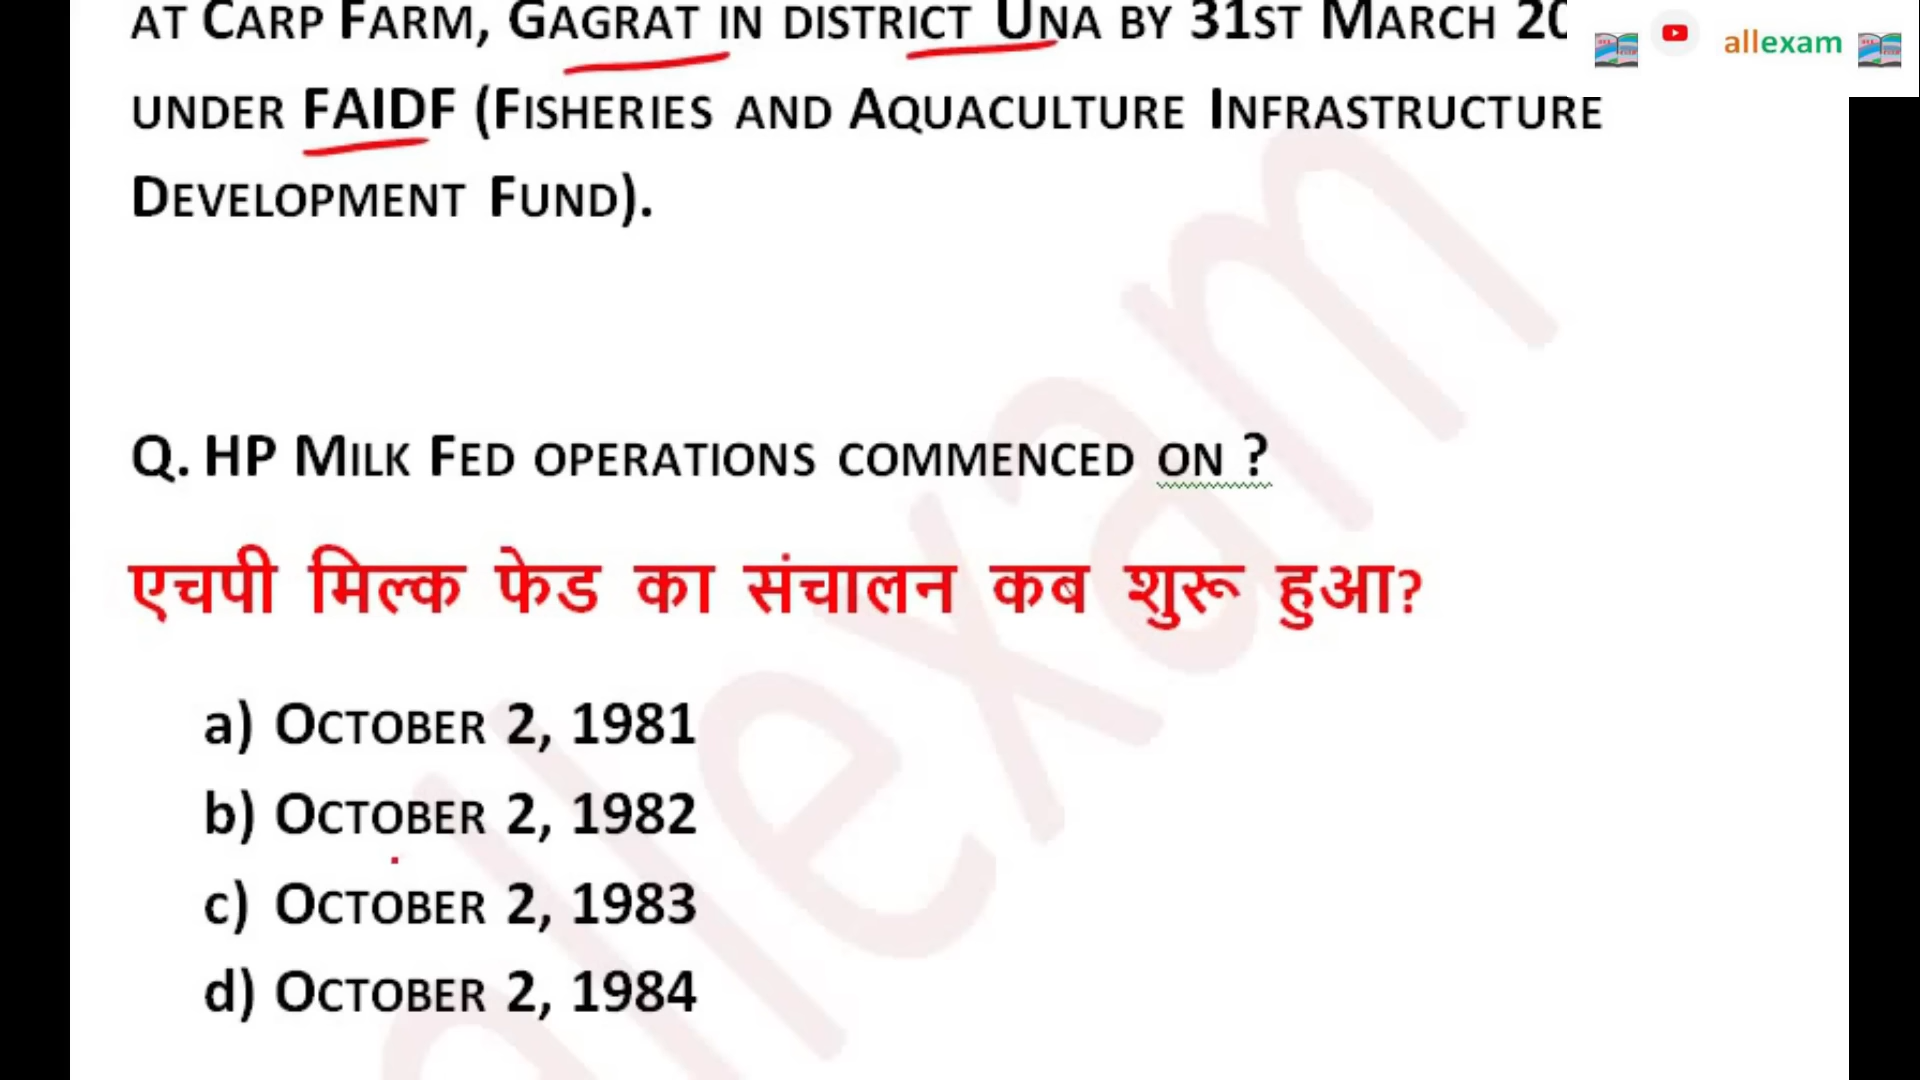 AT CARP FARM, GAGRAT IN DISTRICT UNA BY 31ST MARCH
allexam
UNDER FAIDF (FISHERIES AND AQUACULTURE INFRASTRUCTURE
DEVELOPMENT FUND).
Q. HP MILK FED OPERATIONS COMMENCED ON ?
एचपी मिल्क फेड का संचालन कब शुरू हुआ?
a) OCTOBER 2, 1981
b) OCTOBER 2, 1982
c) OCTOBER 2, 1983
d) OCTOBER 2, 1984
allexam